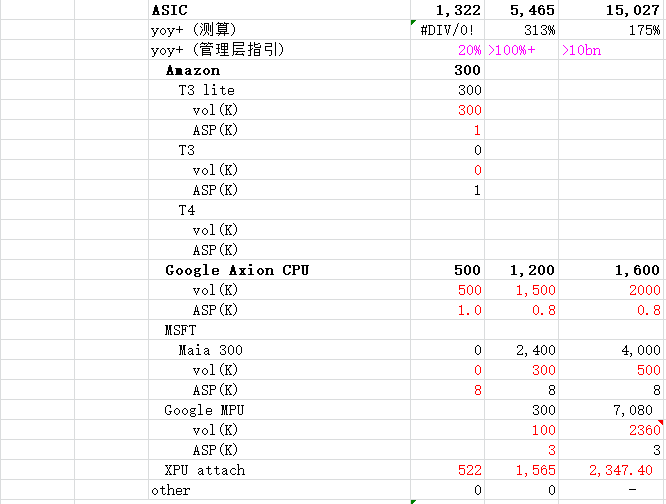 ASIC 1,322 5,465 15,027
yoy+ (测算) #DIV/0! 313% 175%
yoy+ (管理层指引) 20% >100%+ >10bn
Amazon 300
T3 lite 300
vol(K) 300
ASP(K) 1
T3 0
vol(K) 0
ASP(K) 1
T4
vol(K)
ASP(K)
Google Axion CPU 500 1,200 1,600
vol(K) 500 1,500 2000
ASP(K) 1.0 0.8 0.8
MSFT
Maia 300 0 2,400 4,000
vol(K) 0 300 500
ASP(K) 8 8 8
Google MPU 300 7,080
vol(K) 100 2360
ASP(K) 3 3
XPU attach 522 1,565 2,347.40
other 0 0 -